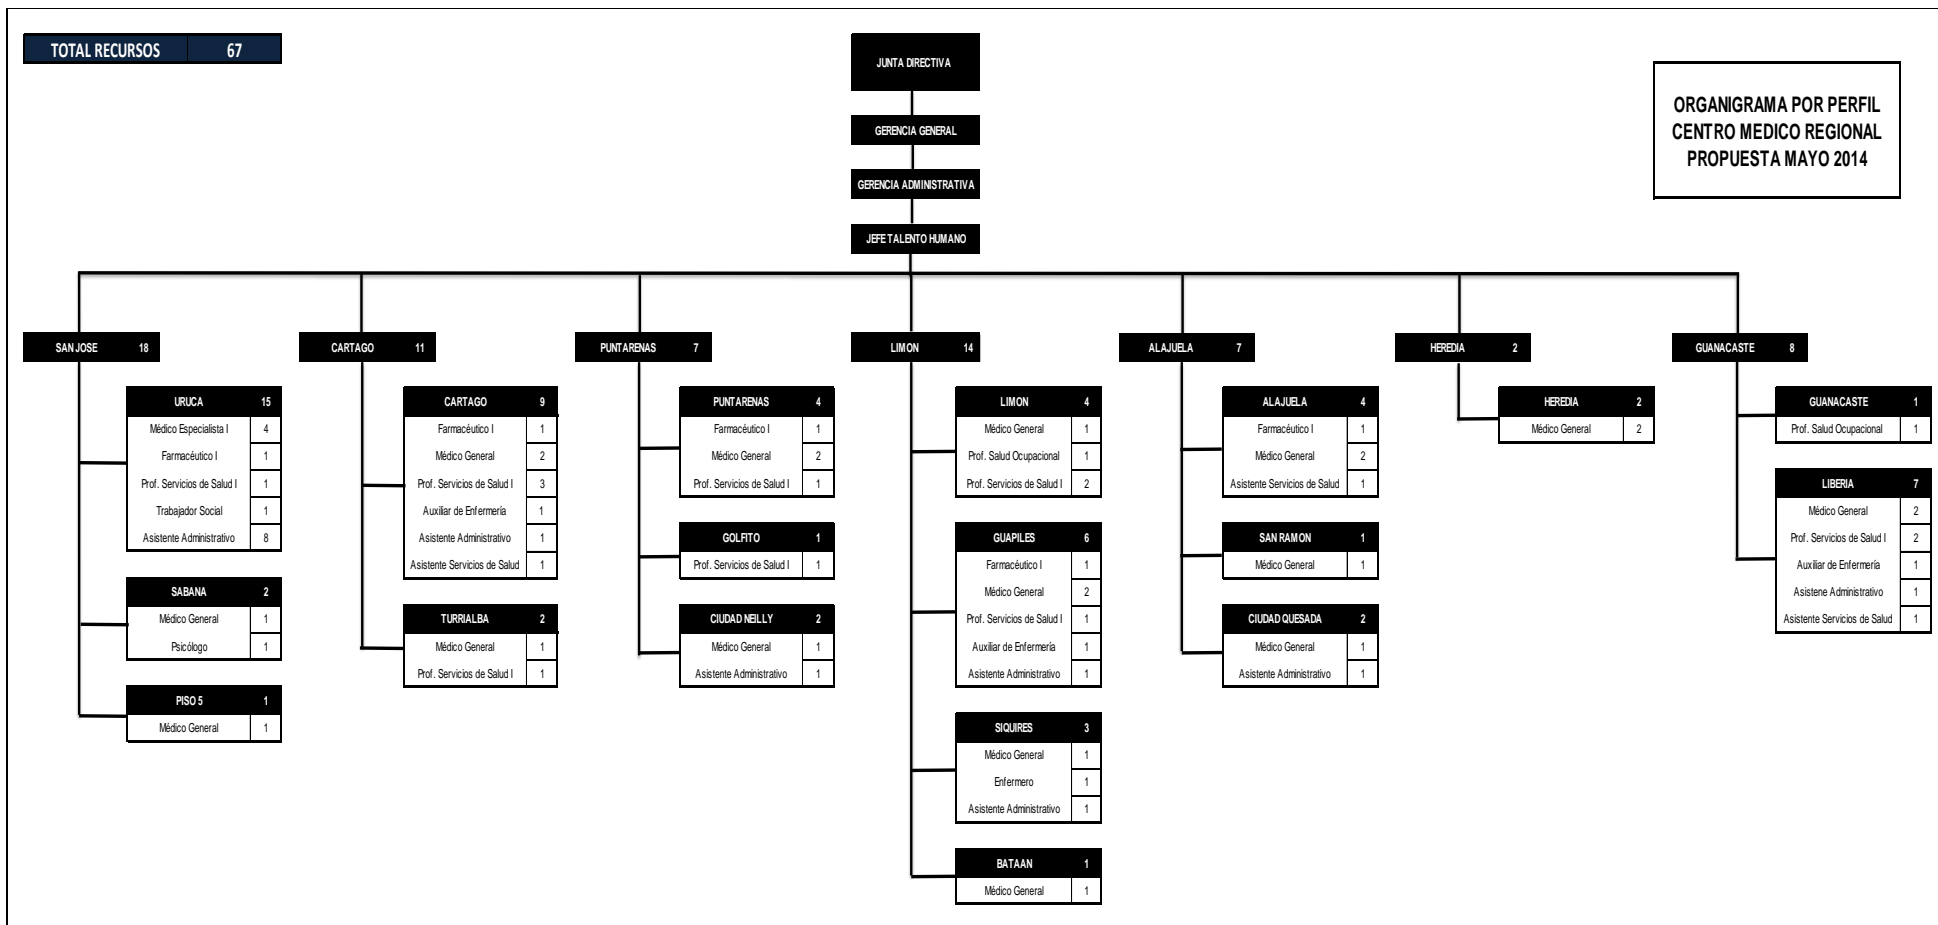 TOTAL RECURSOS 67
JUNTA DIRECTIVA
ORGANIGRAMA POR PERFIL
CENTRO MEDICO REGIONAL
PROPUESTA MAYO 2014
GERENCIA GENERAL
GERENCIA ADMINISTRATIVA
JEFE TALENTO HUMANO
SAN JOSE 18
URUCA 15
Médico Especialista I 4
Farmacéutico I 1
Prof. Servicios de Salud I 1
Trabajador Social 1
Asistente Administrativo 8
SABANA 2
Médico General 1
Psicólogo 1
PISO 5 1
Médico General 1
CARTAGO 11
CARTAGO 9
Farmacéutico I 1
Médico General 2
Prof. Servicios de Salud I 3
Auxiliar de Enfermería 1
Asistente Administrativo 1
Asistente Servicios de Salud 1
TURRIALBA 2
Médico General 1
Prof. Servicios de Salud I 1
PUNTARENAS 7
PUNTARENAS 4
Farmacéutico I 1
Médico General 2
Prof. Servicios de Salud I 1
GOLFITO 1
Prof. Servicios de Salud I 1
CIUDAD NEILLY 2
Médico General 1
Asistente Administrativo 1
LIMON 14
LIMON 4
Médico General 1
Prof. Salud Ocupacional 1
Prof. Servicios de Salud I 2
GUAPILES 6
Farmacéutico I 1
Médico General 2
Prof. Servicios de Salud I 1
Auxiliar de Enfermería 1
Asistente Administrativo 1
SIQUIRES 3
Médico General 1
Enfermero 1
Asistente Administrativo 1
BATAAN 1
Médico General 1
ALAJUELA 7
ALAJUELA 4
Farmacéutico I 1
Médico General 2
Asistente Servicios de Salud 1
SAN RAMON 1
Médico General 1
CIUDAD QUESADA 2
Médico General 1
Asistente Administrativo 1
HEREDIA 2
HEREDIA 2
Médico General 2
GUANACASTE 8
GUANACASTE 1
Prof. Salud Ocupacional 1
LIBERIA 7
Médico General 2
Prof. Servicios de Salud I 2
Auxiliar de Enfermería 1
Asistene Administrativo 1
Asistente Servicios de Salud 1